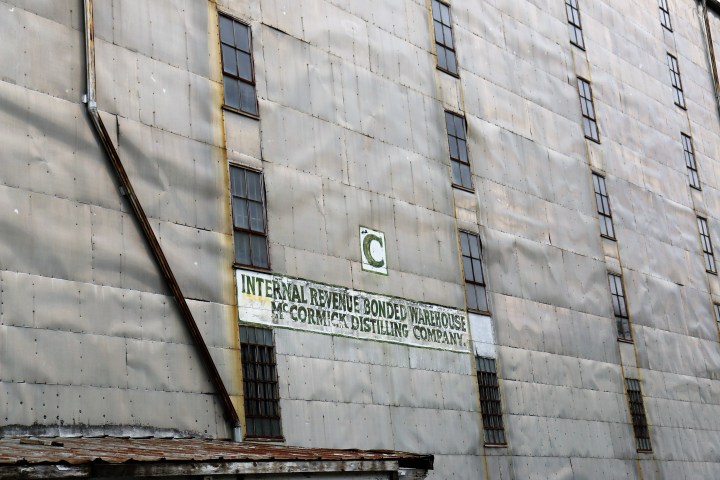 C
INTERNAL REVENUE BONDED WAREHOUSE
McCORMICK DISTILLING COMPANY.